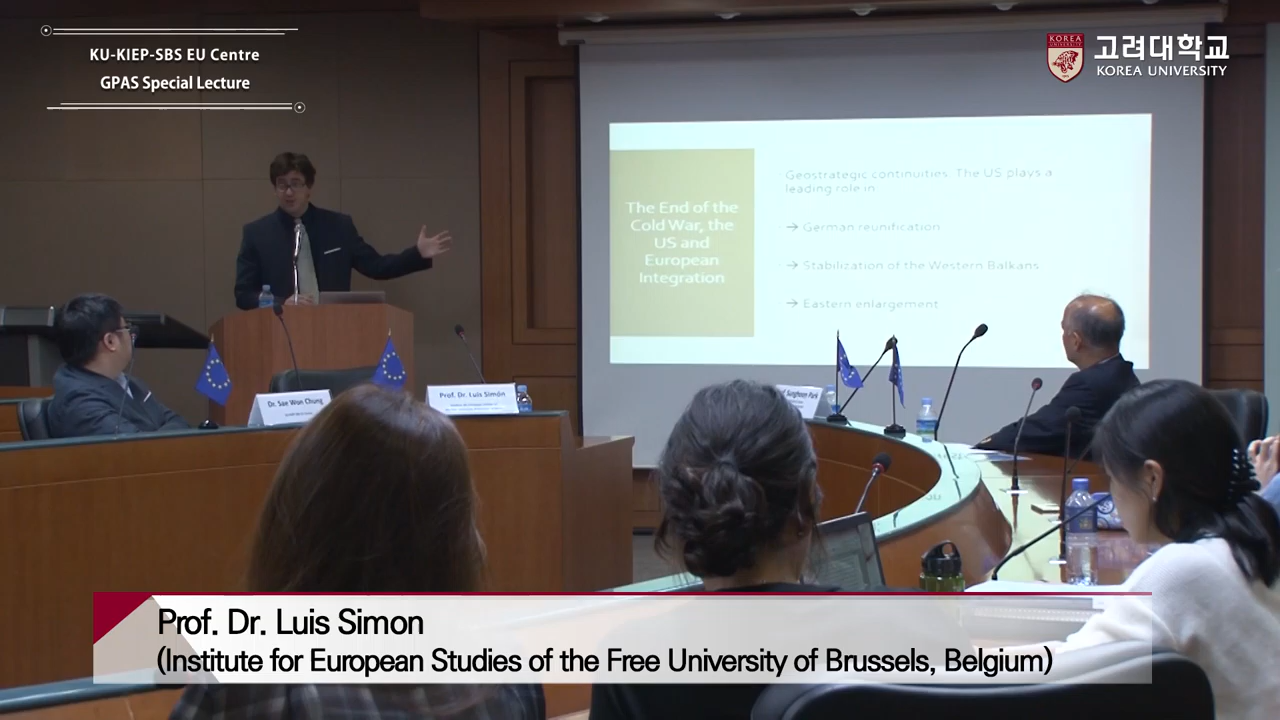 KU-KIEP-SBS EU Centre
GPAS Special Lecture
KOREA
고려대학교
KOREA UNIVERSITY
The End of the
Cold War, the
US and
European
Integration
Geostrategic continuities. The US plays a
leading role in:
→ German reunification
→ Stabilization of the Western Balkans
→ Eastern enlargement
Dr. Sae Won Chung
Prof. Dr. Luis Simón
Sunghoon Park
Prof. Dr. Luis Simon
(Institute for European Studies of the Free University of Brussels, Belgium)